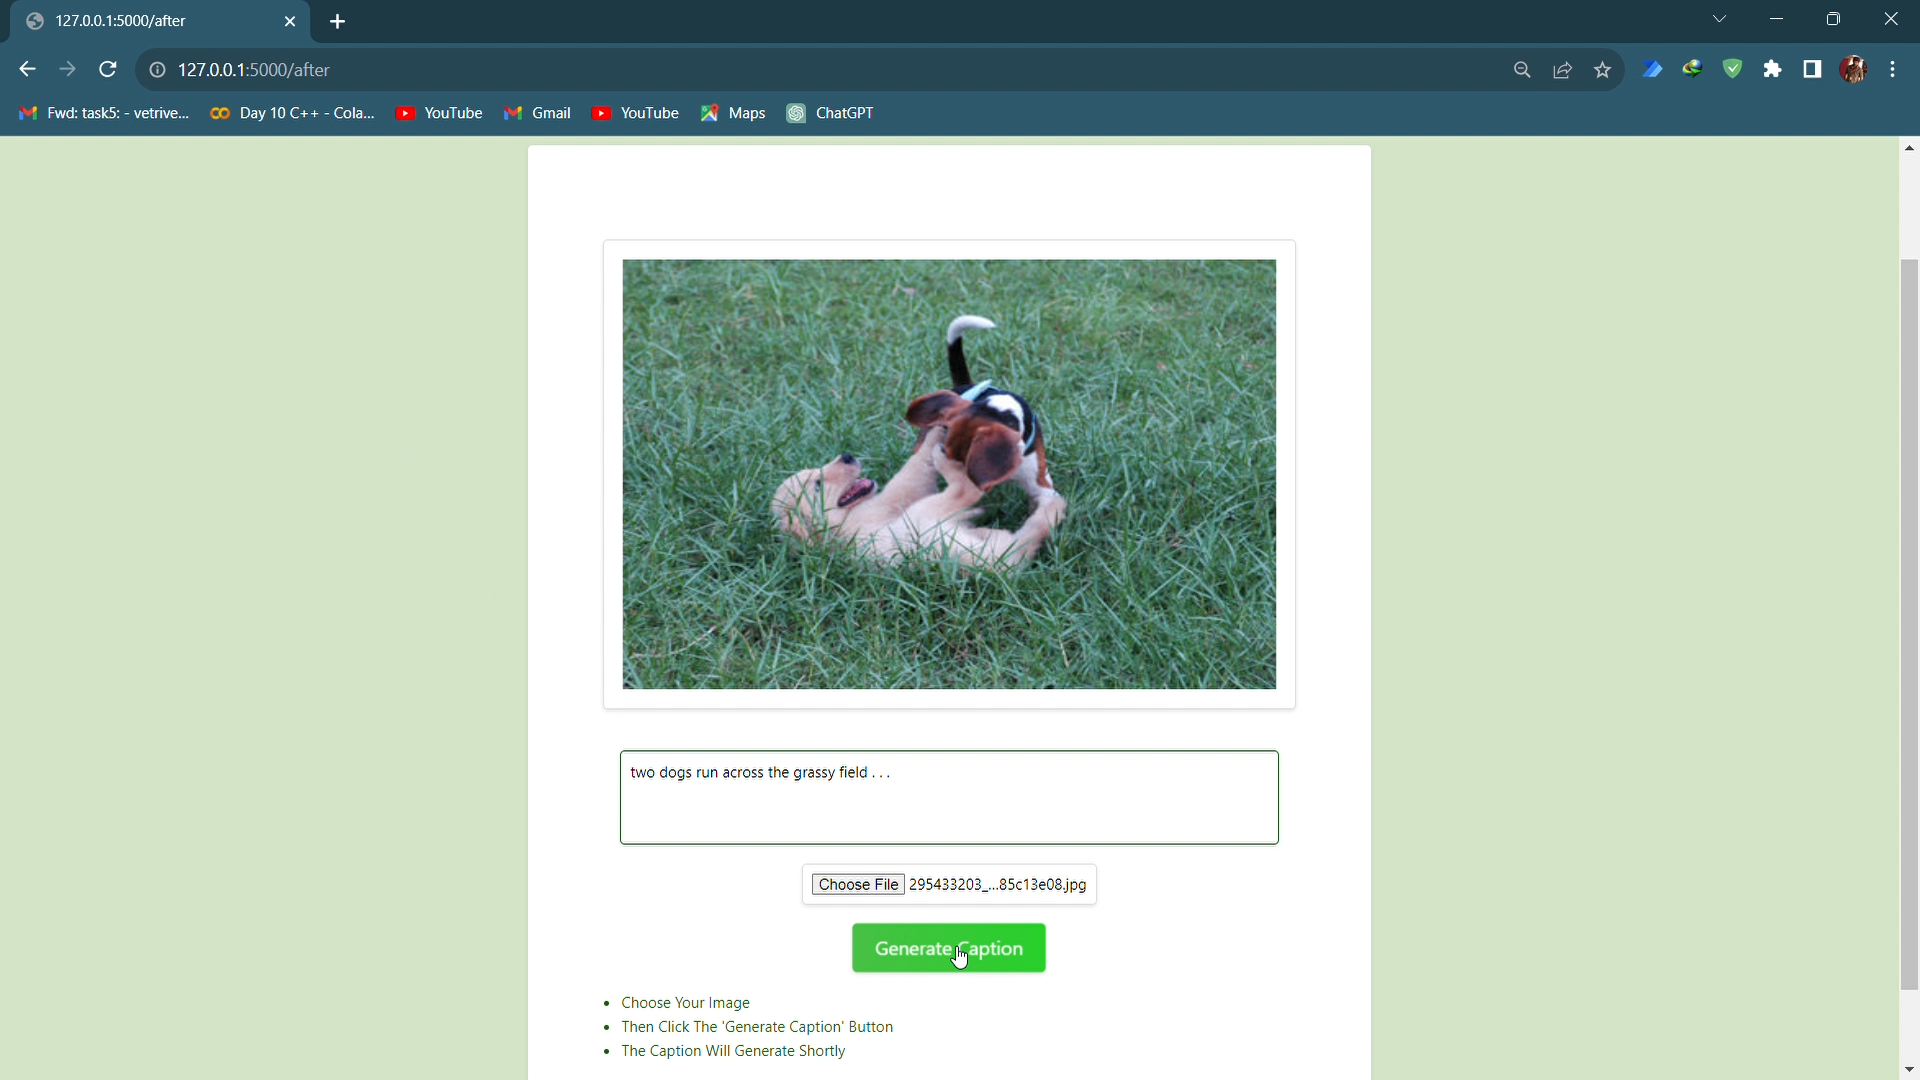 127.0.0.1:5000/after
127.0.0.1:5000/after
Fwd: task5: - vetrive... Day 10 C++ - Cola... YouTube Gmail YouTube Maps ChatGPT
two dogs run across the grassy field . . .
Choose File 295433203_...85c13e08.jpg
Generate Caption
• Choose Your Image
• Then Click The 'Generate Caption' Button
• The Caption Will Generate Shortly